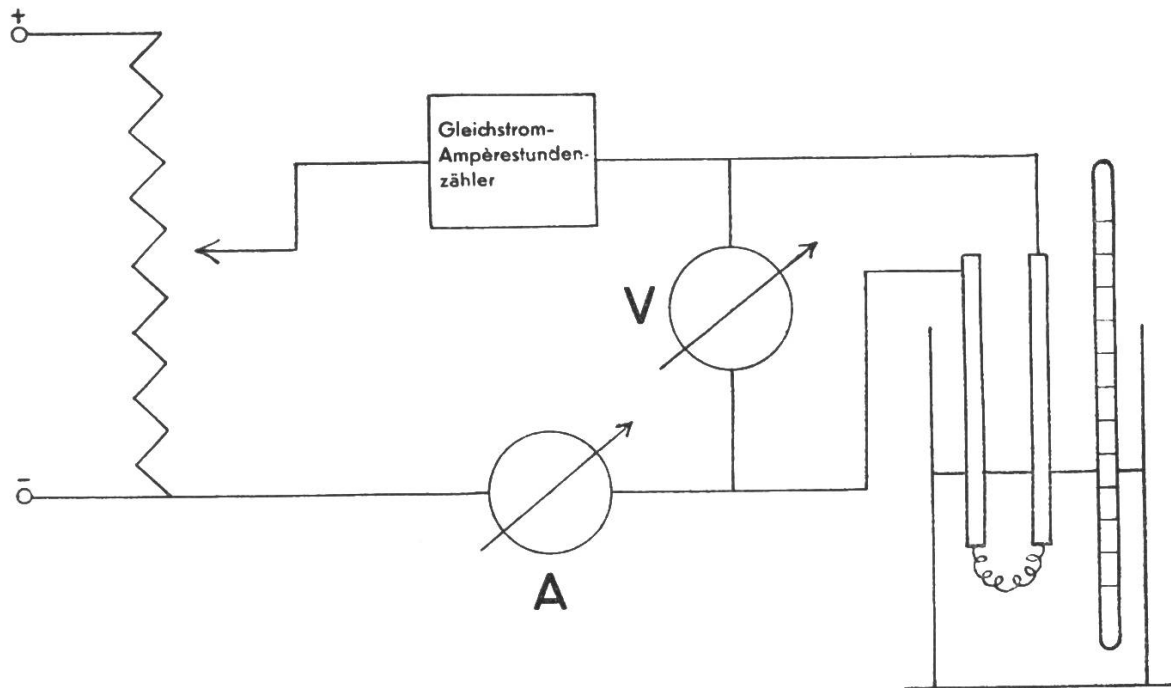 +
Gleichstrom-
Ampèrestunden-
zähler
V
-
A